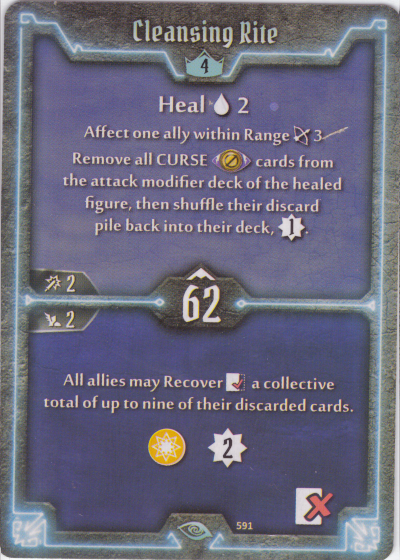 Cleansing Rite
4
Heal 2
Affect one ally within Range 3
Remove all CURSE cards from
the attack modifier deck of the healed
figure, then shuffle their discard
pile back into their deck, 1.
2
62
2
All allies may Recover a collective
total of up to nine of their discarded cards.
2
591